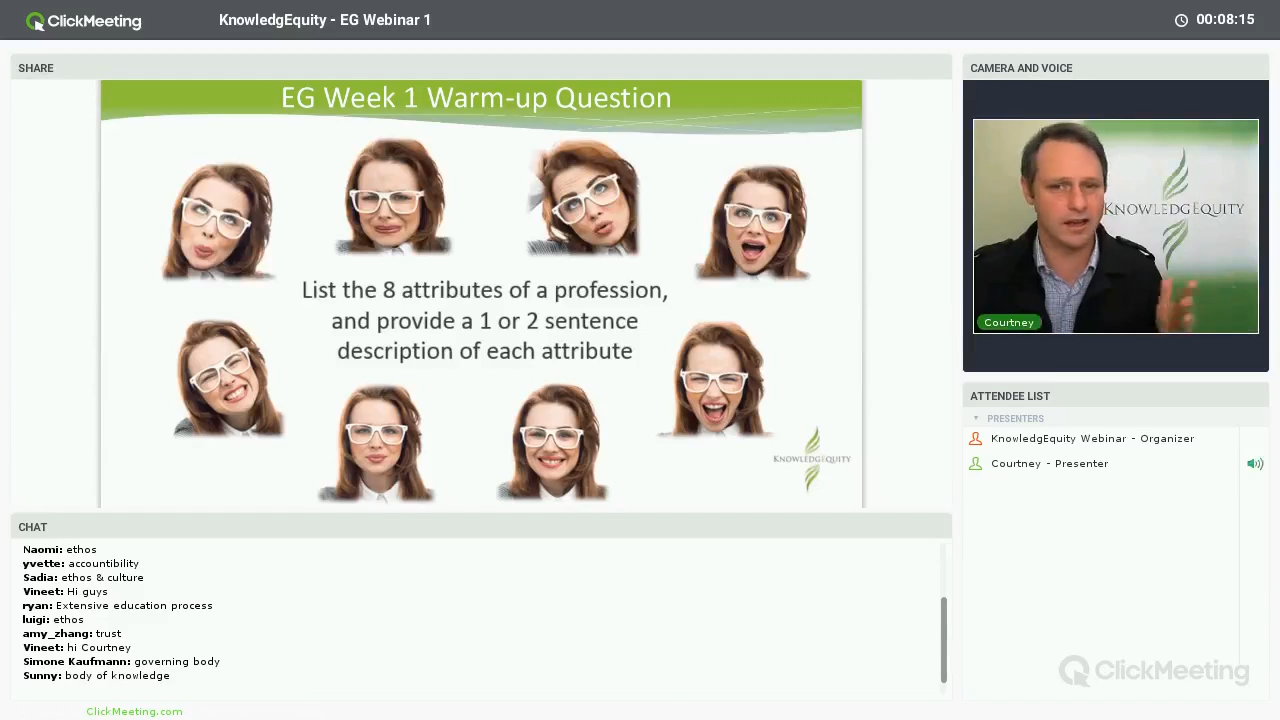 ClickMeeting
KnowledgEquity - EG Webinar 1
00:08:15
SHARE
EG Week 1 Warm-up Question
List the 8 attributes of a profession,
and provide a 1 or 2 sentence
description of each attribute
KNOWLEDGEQUITY
CAMERA AND VOICE
KNOWLEDGEQUITY
Courtney
ATTENDEE LIST
PRESENTERS
KnowledgEquity Webinar - Organizer
Courtney - Presenter
CHAT
Naomi: ethos
yvette: accountibility
Sadia: ethos & culture
Vineet: Hi guys
ryan: Extensive education process
luigi: ethos
amy_zhang: trust
Vineet: hi Courtney
Simone Kaufmann: governing body
Sunny: body of knowledge
ClickMeeting
ClickMeeting.com